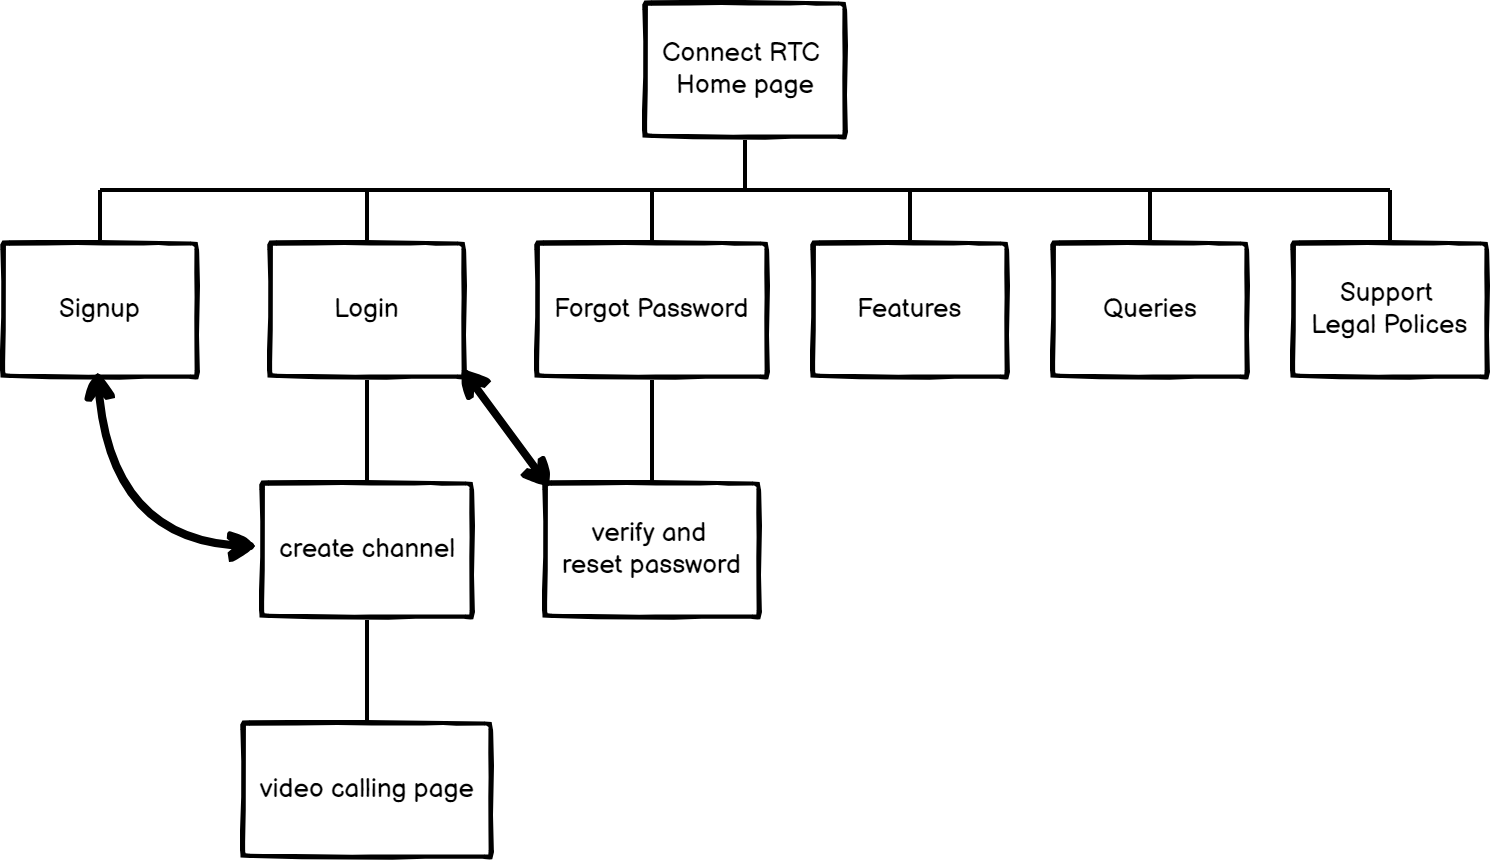 Connect RTC
Home page
Signup
Login
Forgot Password
Features
Queries
Support
Legal Polices
create channel
verify and
reset password
video calling page